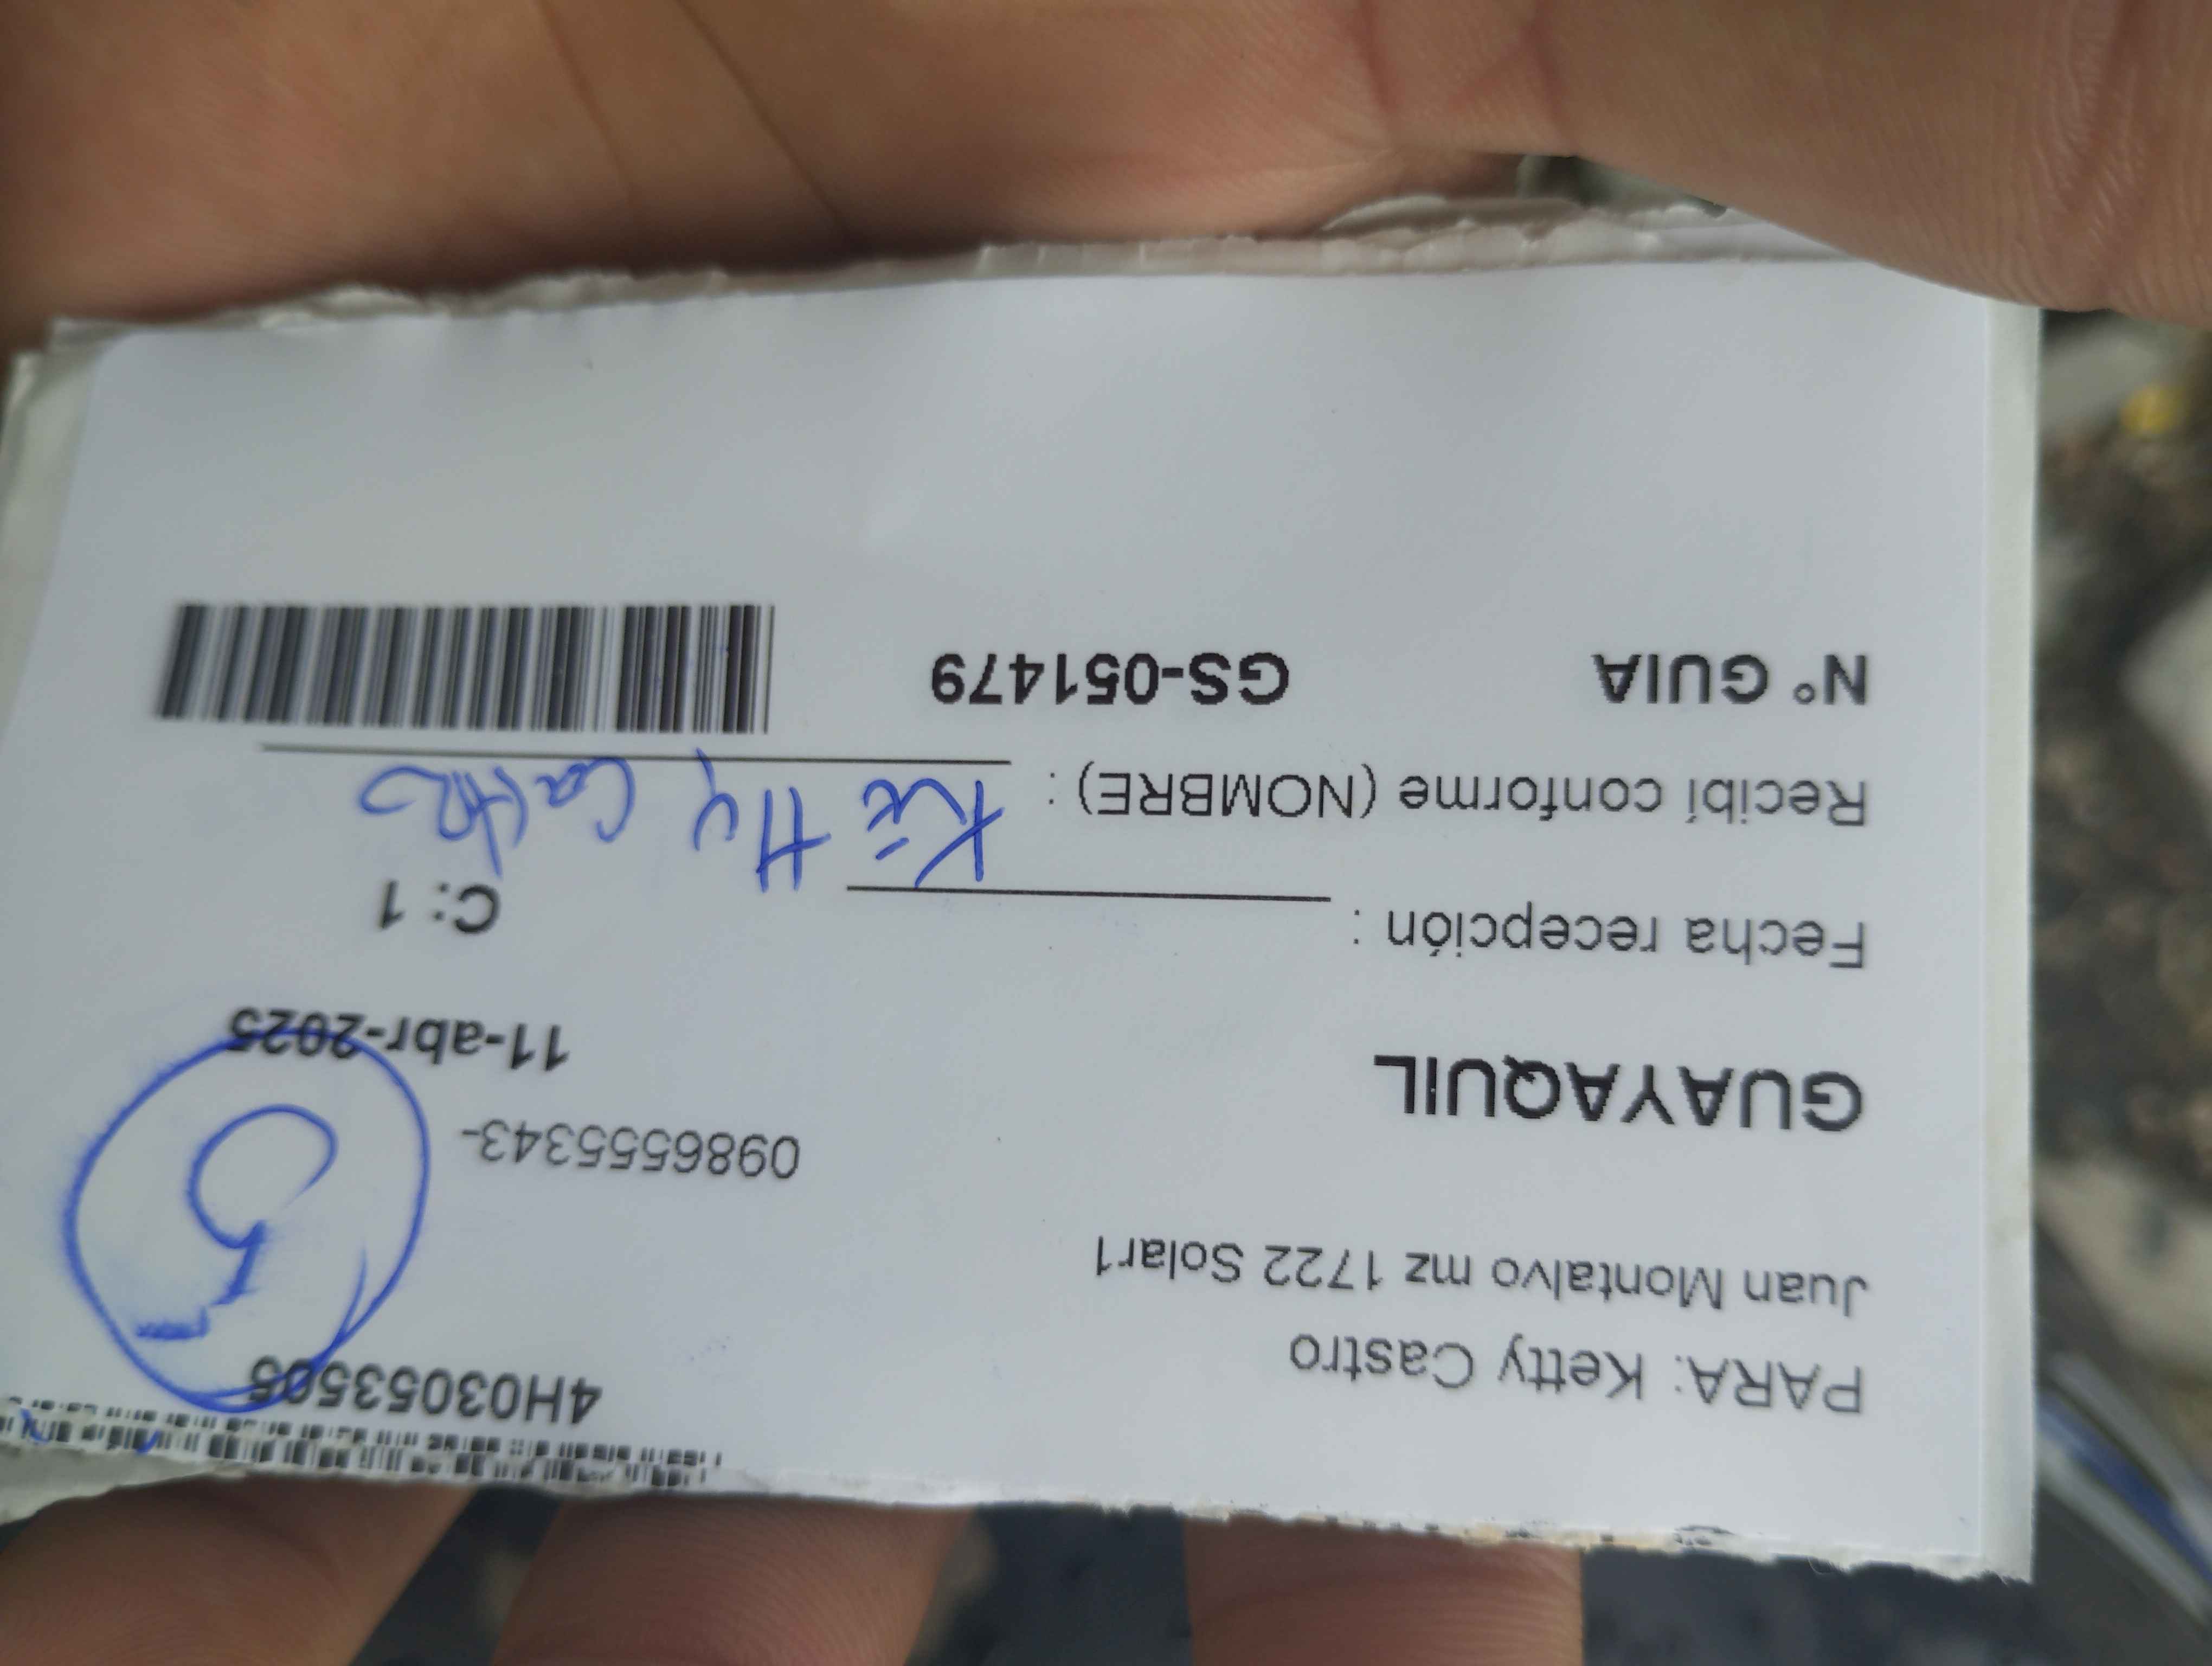 4H03053505
PARA: Ketty Castro
Juan Montalvo mz 1722 Solar1
5
0986555343-
GUAYAQUIL
11-abr-2025
Fecha recepción :
C: 1
Recibí conforme (NOMBRE) : Ketty Castro
N° GUIA GS-051479